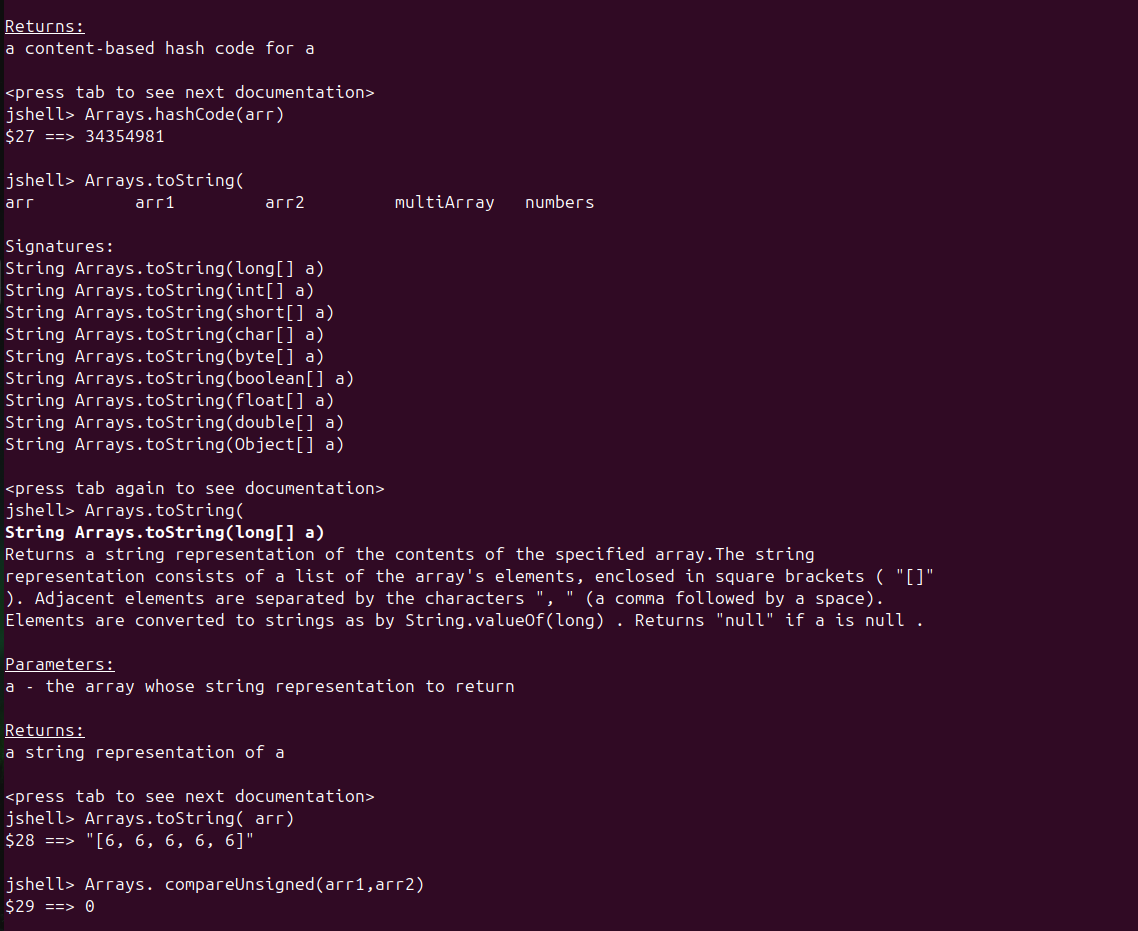 Returns:
a content-based hash code for a
<press tab to see next documentation>
jshell> Arrays.hashCode(arr)
$27 ==> 34354981
jshell> Arrays.toString(
arr          arr1         arr2         multiArray   numbers
Signatures:
String Arrays.toString(long[] a)
String Arrays.toString(int[] a)
String Arrays.toString(short[] a)
String Arrays.toString(char[] a)
String Arrays.toString(byte[] a)
String Arrays.toString(boolean[] a)
String Arrays.toString(float[] a)
String Arrays.toString(double[] a)
String Arrays.toString(Object[] a)
<press tab again to see documentation>
jshell> Arrays.toString(
String Arrays.toString(long[] a)
Returns a string representation of the contents of the specified array.The string
representation consists of a list of the array's elements, enclosed in square brackets ( "[]"
). Adjacent elements are separated by the characters ", " (a comma followed by a space).
Elements are converted to strings as by String.valueOf(long) . Returns "null" if a is null .
Parameters:
a - the array whose string representation to return
Returns:
a string representation of a
<press tab to see next documentation>
jshell> Arrays.toString( arr)
$28 ==> "[6, 6, 6, 6, 6]"
jshell> Arrays. compareUnsigned(arr1,arr2)
$29 ==> 0